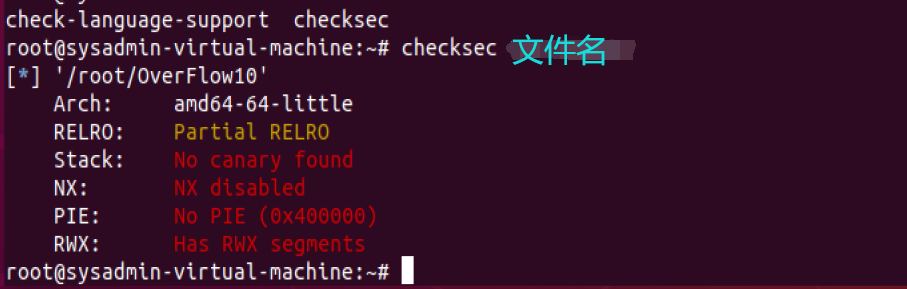 check-language-support  checksec
root@sysadmin-virtual-machine:~# checksec 文件名
[*] '/root/OverFlow10'
    Arch:     amd64-64-little
    RELRO:    Partial RELRO
    Stack:    No canary found
    NX:       NX disabled
    PIE:      No PIE (0x400000)
    RWX:      Has RWX segments
root@sysadmin-virtual-machine:~#